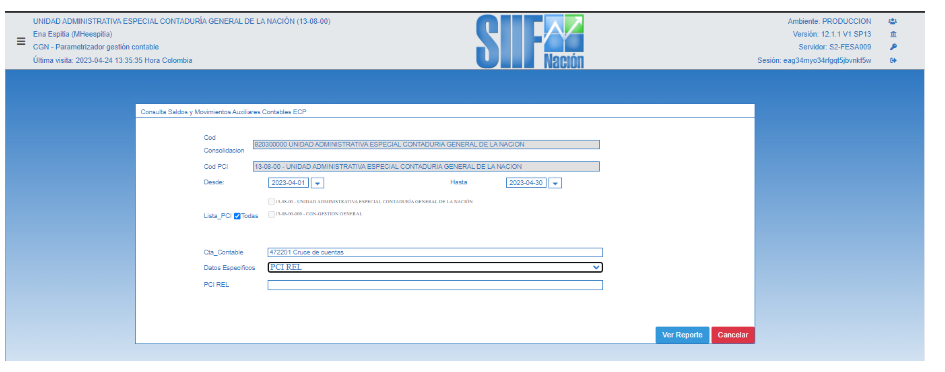 UNIDAD ADMINISTRATIVA ESPECIAL CONTADURÍA GENERAL DE LA NACIÓN (13-08-00)
Ena Espitia (MHeespitia)
CGN - Parametrizador gestión contable
Última visita: 2023-04-24 13:35:35 Hora Colombia
SIIF
Nación
Ambiente: PRODUCCION
Versión: 12.1.1 V1 SP13
Servidor: S2-FESA009
Sesión: eag34myo34rfgqt5jbvnkf5w
Consulta Saldos y Movimientos Auxiliares Contables ECP
Cod Consolidacion
820300000 UNIDAD ADMINISTRATIVA ESPECIAL CONTADURIA GENERAL DE LA NACION
Cod PCI 13-08-00 - UNIDAD ADMINISTRATIVA ESPECIAL CONTADURIA GENERAL DE LA NACION
Desde: 2023-04-01 Hasta 2023-04-30
13-08-00 - UNIDAD ADMINISTRATIVA ESPECIAL CONTADURÍA GENERAL DE LA NACIÓN
Lista_PCI Todas
13-08-00-000 - CGN-GESTION GENERAL
Cta_Contable 472201 Cruce de cuentas
Datos Especificos PCI REL
PCI REL
Ver Reporte Cancelar